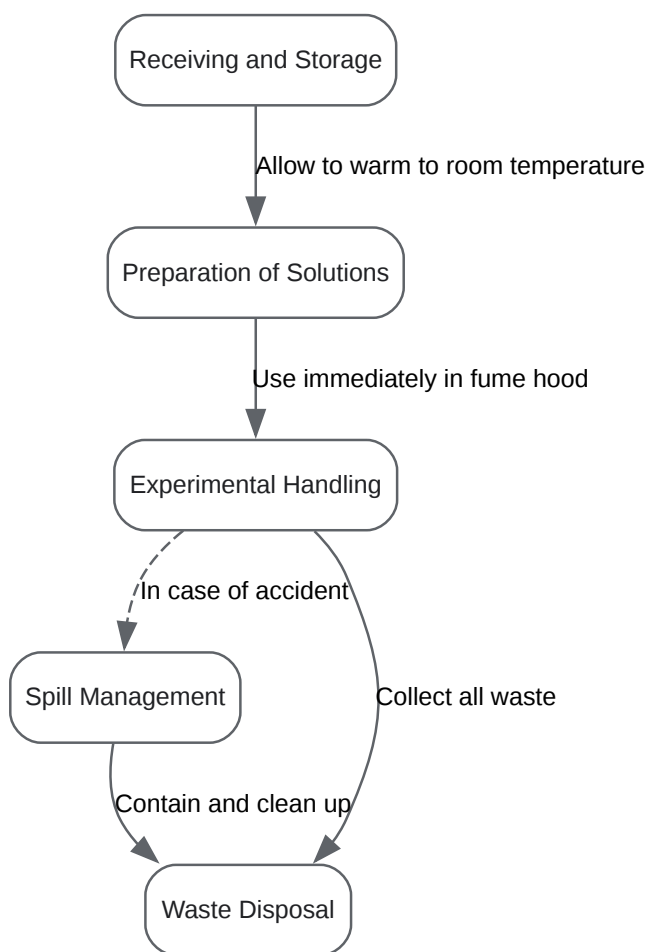 Receiving and Storage
Allow to warm to room temperature
Preparation of Solutions
Use immediately in fume hood
Experimental Handling
In case of accident
Spill Management
Collect all waste
Contain and clean up
Waste Disposal